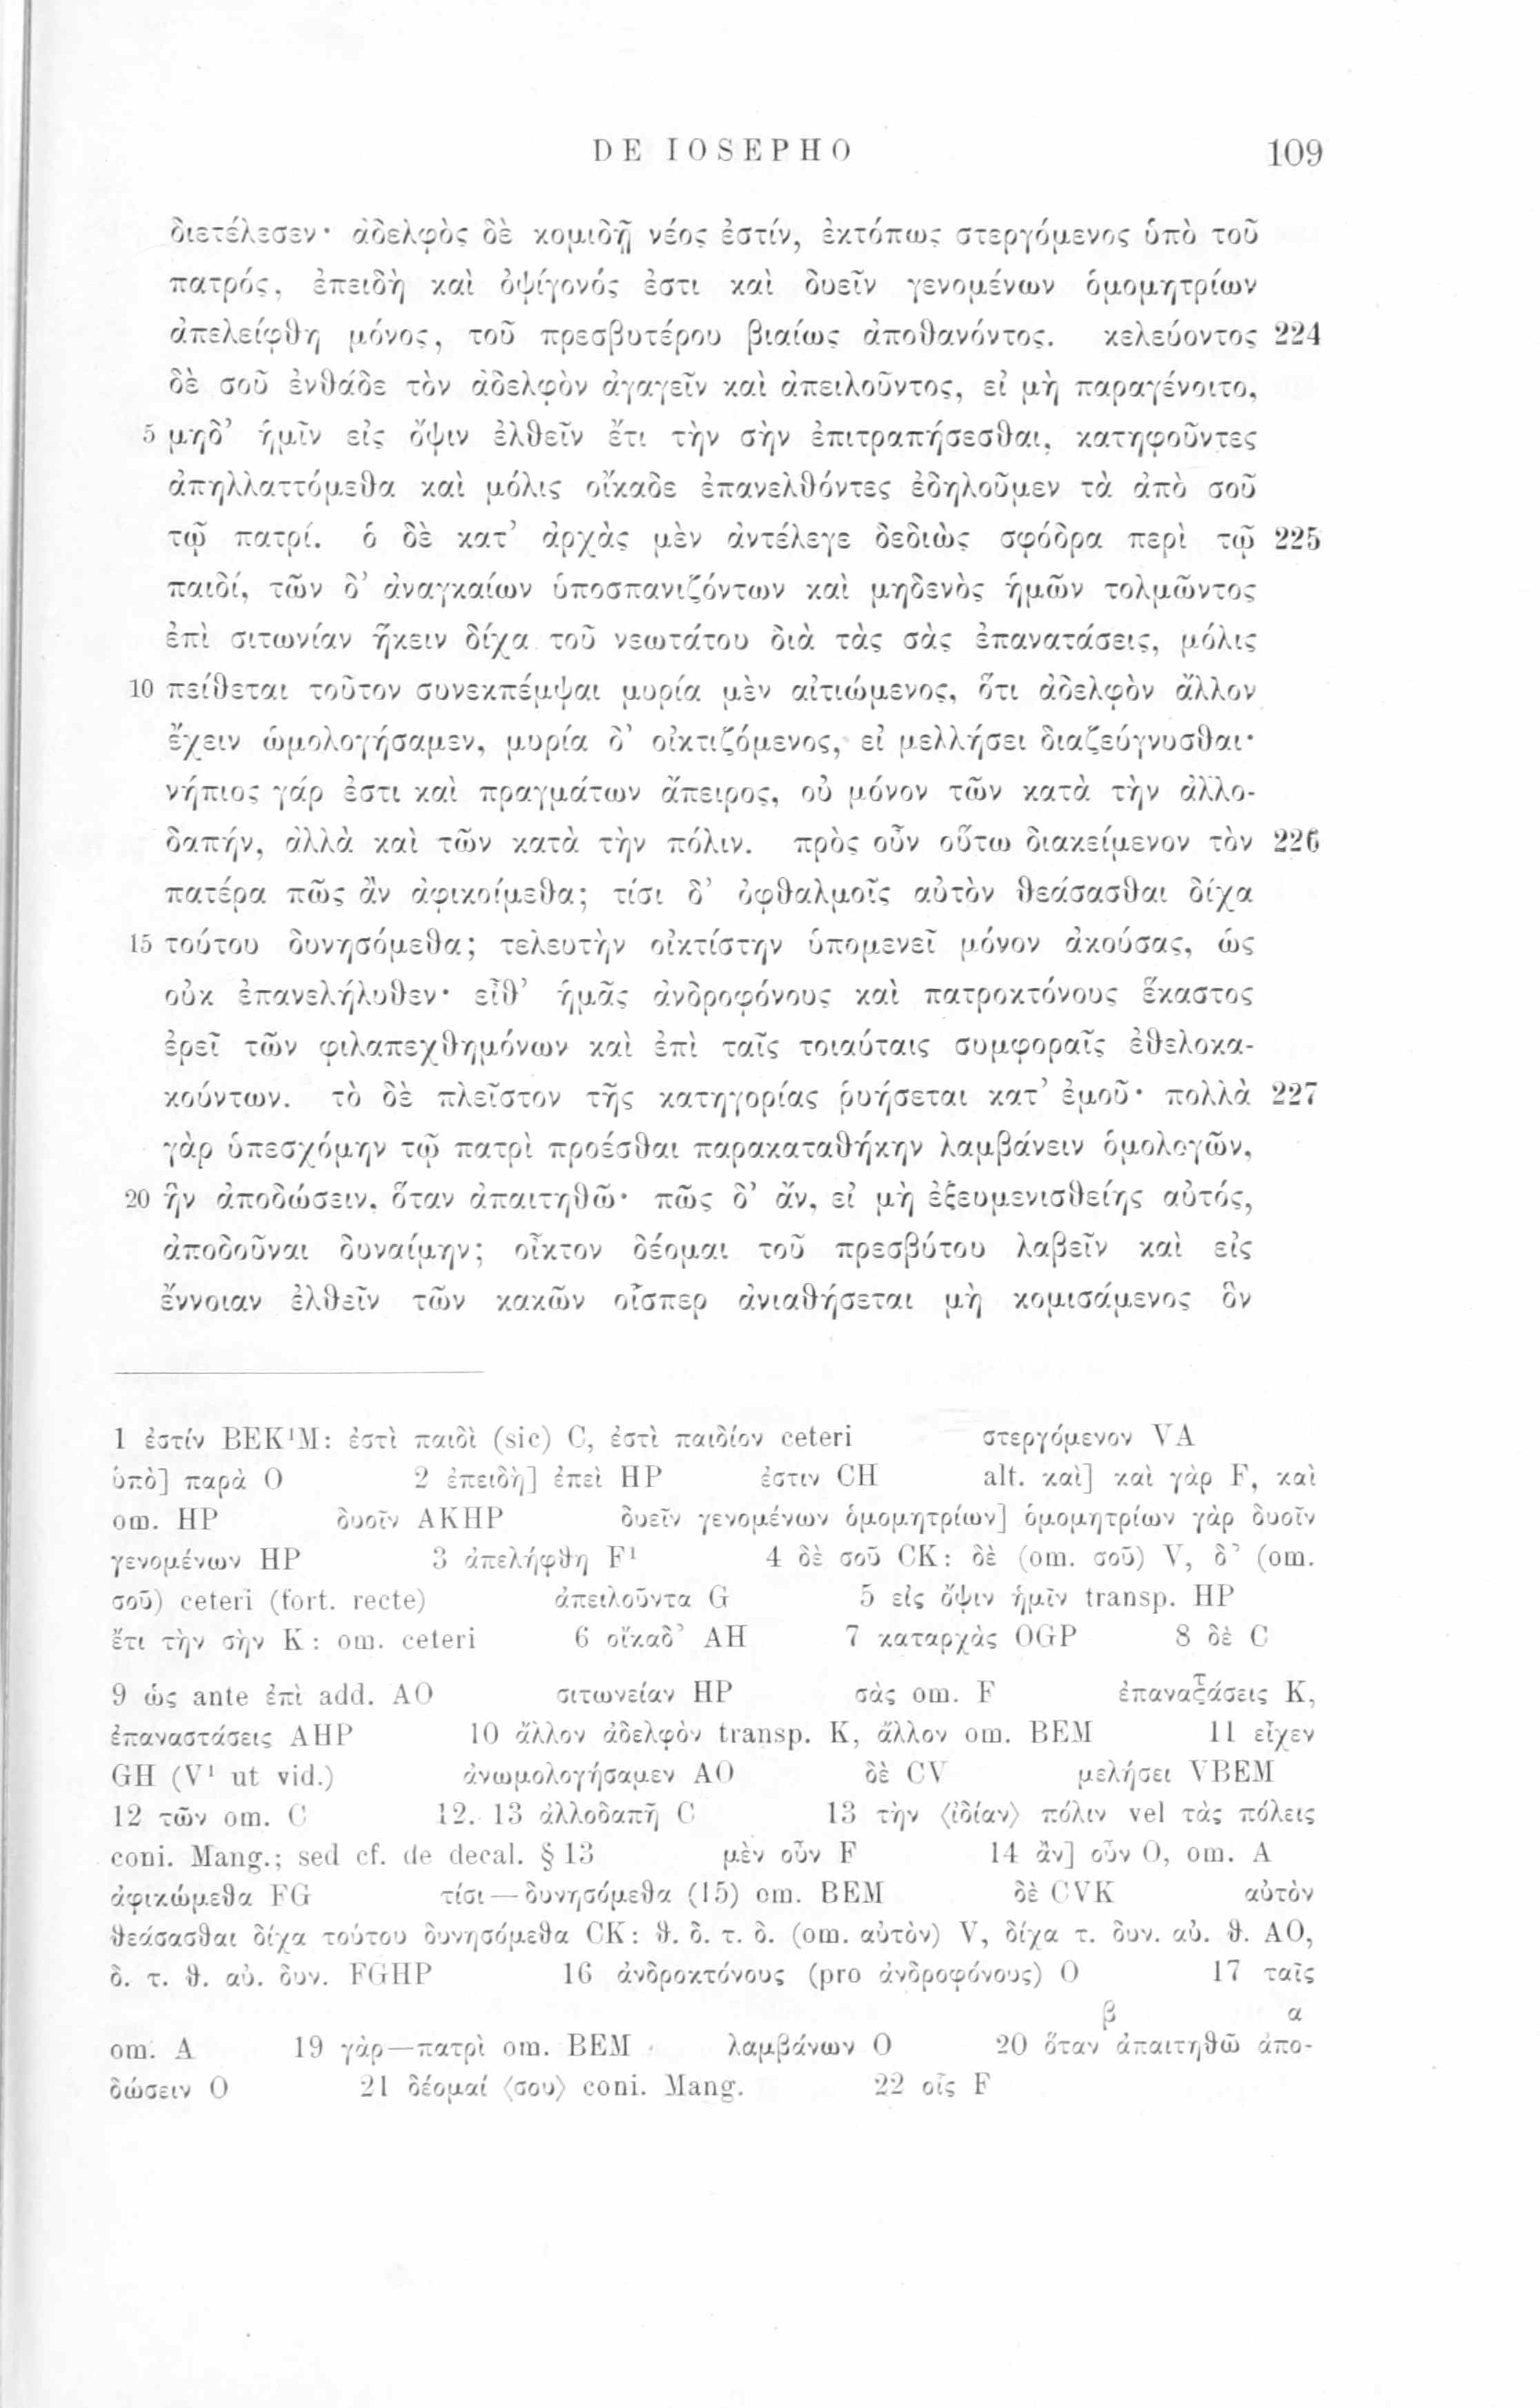 DE IOSEPHO 109
διετέλεσεν· ἀδελφὸς δὲ κομιδῇ νέος ἐστίν, ἐκτόπως στεργόμενος ὑπὸ τοῦ
πατρός, ἐπειδὴ καὶ ὀψίγονός ἐστι καὶ δυεῖν γενομένων ὁμομητρίων
ἀπελείφθη μόνος, τοῦ πρεσβυτέρου βιαίως ἀποθανόντος. κελεύοντος 224
δὲ σοῦ ἐνθάδε τὸν ἀδελφὸν ἀγαγεῖν καὶ ἀπειλοῦντος, εἰ μὴ παραγένοιτο,
5 μηδ’ ἡμῖν εἰς ὄψιν ἐλθεῖν ἔτι τὴν σὴν ἐπιτραπήσεσθαι, κατηφοῦντες
ἀπηλλαττόμεθα καὶ μόλις οἴκαδε ἐπανελθόντες ἐδηλοῦμεν τὰ ἀπὸ σοῦ
τῷ πατρί. ὁ δὲ κατ’ ἀρχὰς μὲν ἀντέλεγε δεδιὼς σφόδρα περὶ τῷ 225
παιδί, τῶν δ’ ἀναγκαίων ὑποσπανιζόντων καὶ μηδενὸς ἡμῶν τολμῶντος
ἐπὶ σιτωνίαν ἥκειν δίχα τοῦ νεωτάτου διὰ τὰς σὰς ἐπανατάσεις, μόλις
10 πείθεται τοῦτον συνεκπέμψαι μυρία μὲν αἰτιώμενος, ὅτι ἀδελφὸν ἄλλον
ἔχειν ὡμολογήσαμεν, μυρία δ’ οἰκτιζόμενος, εἰ μελλήσει διαζεύγνυσθαι·
νήπιος γάρ ἐστι καὶ πραγμάτων ἄπειρος, οὐ μόνον τῶν κατὰ τὴν ἀλλο-
δαπήν, ἀλλὰ καὶ τῶν κατὰ τὴν πόλιν. πρὸς οὖν οὕτω διακείμενον τὸν 226
πατέρα πῶς ἂν ἀφικοίμεθα; τίσι δ’ ὀφθαλμοῖς αὐτὸν θεάσασθαι δίχα
15 τούτου δυνησόμεθα; τελευτὴν οἰκτίστην ὑπομενεῖ μόνον ἀκούσας, ὡς
οὐκ ἐπανελήλυθεν· εἶθ’ ἡμᾶς ἀνδροφόνους καὶ πατροκτόνους ἕκαστος
ἐρεῖ τῶν φιλαπεχθημόνων καὶ ἐπὶ ταῖς τοιαύταις συμφοραῖς ἐθελοκα-
κούντων. τὸ δὲ πλεῖστον τῆς κατηγορίας ῥυήσεται κατ’ ἐμοῦ· πολλὰ 227
γὰρ ὑπεσχόμην τῷ πατρὶ προέσθαι παρακαταθήκην λαμβάνειν ὁμολογῶν,
20 ἣν ἀποδώσειν, ὅταν ἀπαιτηθῶ· πῶς δ’ ἄν, εἰ μὴ ἐξευμενισθείης αὐτός,
ἀποδοῦναι δυναίμην; οἶκτον δέομαι τοῦ πρεσβύτου λαβεῖν καὶ εἰς
ἔννοιαν ἐλθεῖν τῶν κακῶν οἷσπερ ἀνιαθήσεται μὴ κομισάμενος ὃν
1 ἐστίν BEK¹M: ἐστὶ παιδὶ (sic) C, ἐστὶ παιδίον ceteri στεργόμενον VA
ὑπὸ] παρὰ O 2 ἐπειδὴ] ἐπεὶ HP ἐστιν CH alt. καὶ] καὶ γὰρ F, καὶ
om. HP δυοῖν AKHP δυεῖν γενομένων ὁμομητρίων] ὁμομητρίων γὰρ δυοῖν
γενομένων HP 3 ἀπελήφθη F¹ 4 δὲ σοῦ CK: δὲ (om. σοῦ) V, δ’ (om.
σοῦ) ceteri (fort. recte) ἀπειλοῦντα G 5 εἰς ὄψιν ἡμῖν transp. HP
ἔτι τὴν σὴν K: om. ceteri 6 οἴκαδ’ AH 7 καταρχὰς OGP 8 δὲ C
9 ὡς ante ἐπὶ add. AO σιτωνείαν HP σὰς om. F ἐπαναξ̄άσεις K,
ἐπαναστάσεις AHP 10 ἄλλον ἀδελφὸν transp. K, ἄλλον om. BEM 11 εἶχεν
GH (V¹ ut vid.) ἀνωμολογήσαμεν AO δὲ CV μελήσει VBEM
12 τῶν om. C 12. 13 ἀλλοδαπῇ C 13 τὴν ⟨ἰδίαν⟩ πόλιν vel τὰς πόλεις
coni. Mang.; sed cf. de decal. § 13 μὲν οὖν F 14 ἂν] οὖν O, om. A
ἀφικώμεθα FG τίσι—δυνησόμεθα (15) om. BEM δὲ CVK αὐτὸν
θεάσασθαι δίχα τούτου δυνησόμεθα CK: θ. δ. τ. δ. (om. αὐτὸν) V, δίχα τ. δυν. αὐ. θ. AO,
δ. τ. θ. αὐ. δυν. FGHP 16 ἀνδροκτόνους (pro ἀνδροφόνους) O 17 ταῖς
β α
om. A 19 γὰρ—πατρὶ om. BEM λαμβάνων O 20 ὅταν ἀπαιτηθῶ ἀπο-
δώσειν O 21 δέομαί ⟨σου⟩ coni. Mang. 22 οἷς F